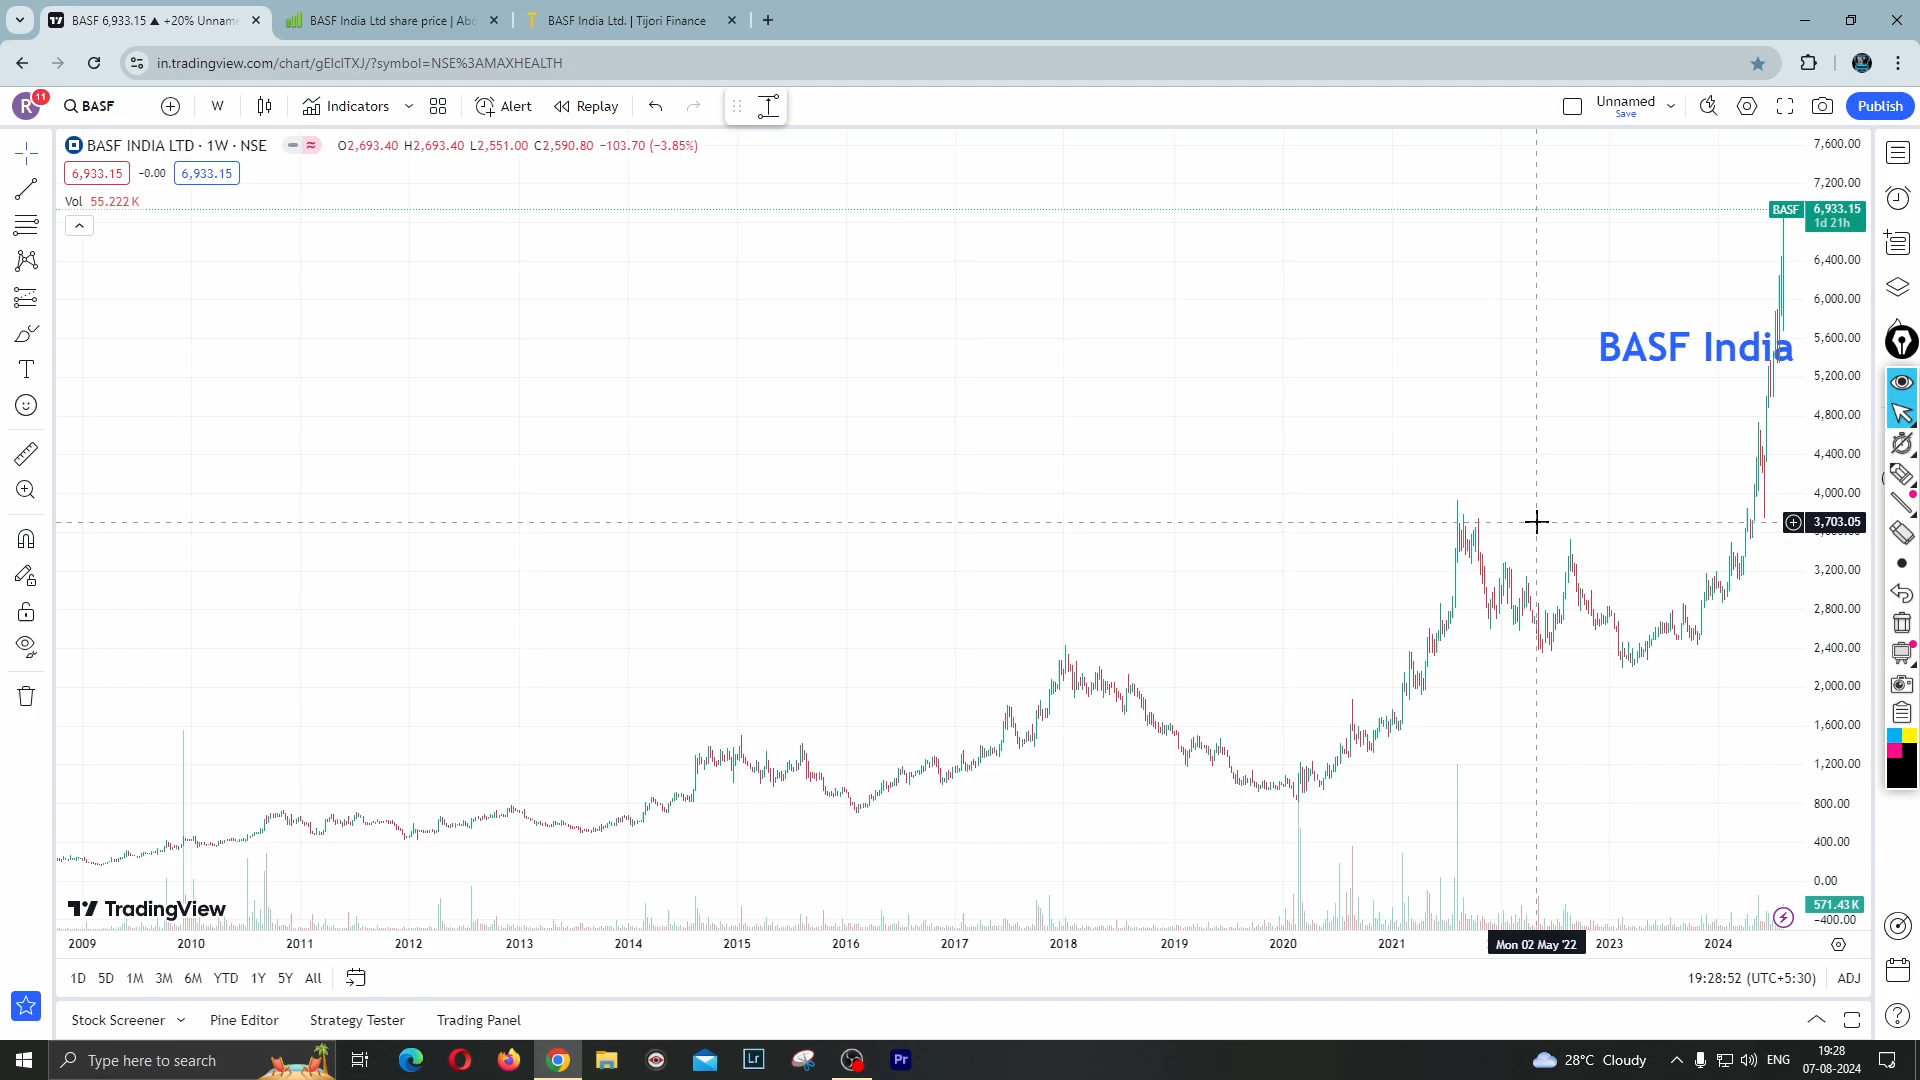 BASF 6,933.15 ▲ +20% Unname
BASF India Ltd share price | Abo
BASF India Ltd. | Tijori Finance
in.tradingview.com/chart/gElclTXJ/?symbol=NSE%3AMAXHEALTH
R
11
BASF
W
Indicators
Alert
Replay
Unnamed
Save
Publish
BASF INDIA LTD · 1W · NSE
O2,693.40 H2,693.40 L2,551.00 C2,590.80 −103.70 (−3.85%)
6,933.15
−0.00
6,933.15
Vol 55.222 K
7,600.00
7,200.00
BASF
6,933.15
1d 21h
6,400.00
6,000.00
5,600.00
5,200.00
4,800.00
4,400.00
4,000.00
3,703.05
3,200.00
2,800.00
2,400.00
2,000.00
1,600.00
1,200.00
800.00
400.00
0.00
571.43 K
−400.00
BASF India
TradingView
2009 2010 2011 2012 2013 2014 2015 2016 2017 2018 2019 2020 2021 Mon 02 May '22 2023 2024
1D 5D 1M 3M 6M YTD 1Y 5Y All
19:28:52 (UTC+5:30) ADJ
Stock Screener Pine Editor Strategy Tester Trading Panel
Type here to search
Lr
Pr
28°C Cloudy
ENG
19:28
07-08-2024